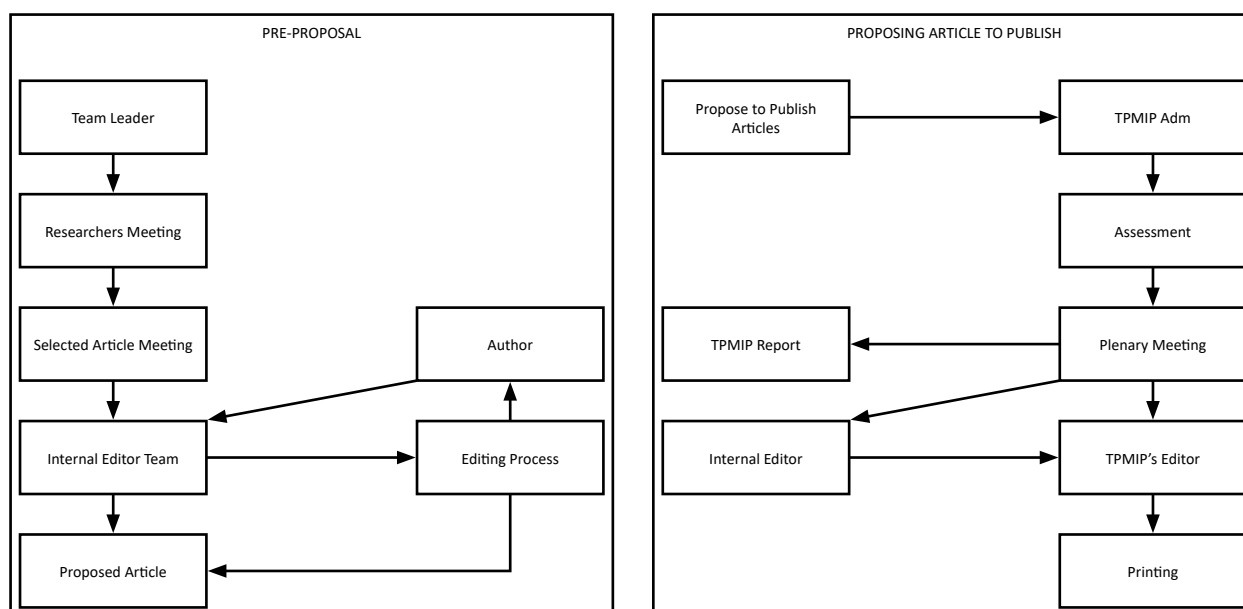 PRE-PROPOSAL
Team Leader
Researchers Meeting
Selected Article Meeting
Author
Internal Editor Team
Editing Process
Proposed Article
PROPOSING ARTICLE TO PUBLISH
Propose to Publish
Articles
TPMIP Adm
Assessment
TPMIP Report
Plenary Meeting
Internal Editor
TPMIP’s Editor
Printing